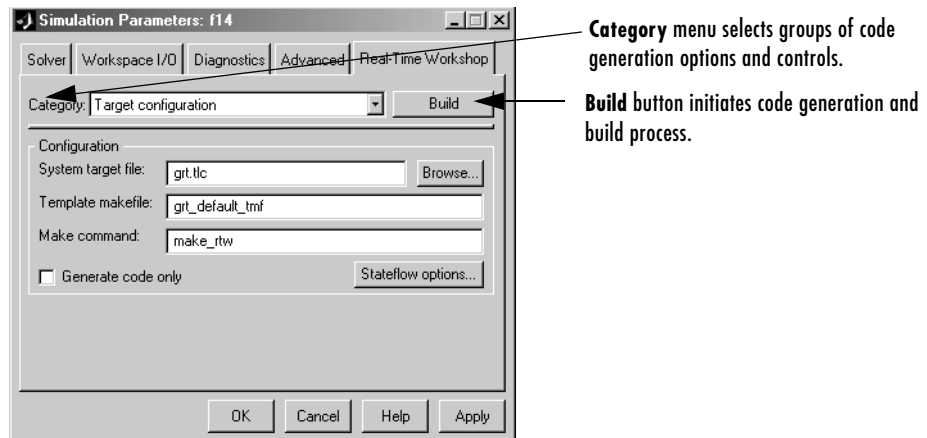 Simulation Parameters: f14
Solver Workspace I/O Diagnostics Advanced Real-Time Workshop
Category: Target configuration Build
Configuration
System target file: grt.tlc Browse...
Template makefile: grt_default_tmf
Make command: make_rtw
Generate code only Stateflow options...
OK Cancel Help Apply
Category menu selects groups of code
generation options and controls.
Build button initiates code generation and
build process.